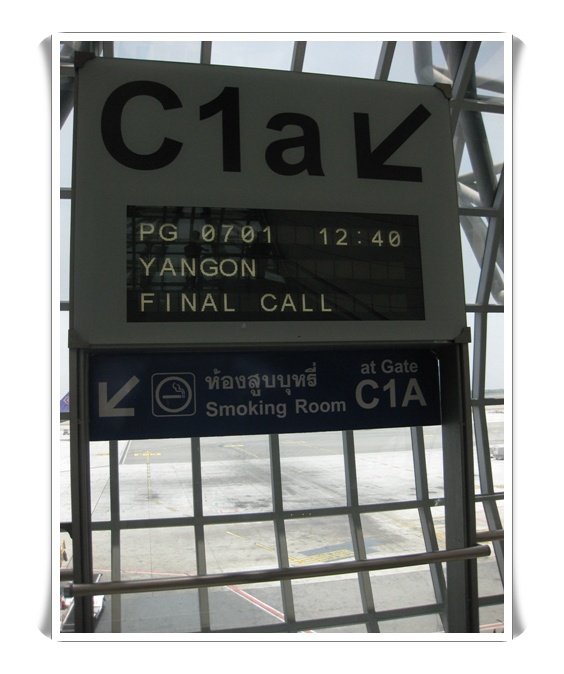 C1a
PG 0701 12:40
YANGON
FINAL CALL
ห้องสูบบุหรี่
Smoking Room
at Gate
C1A